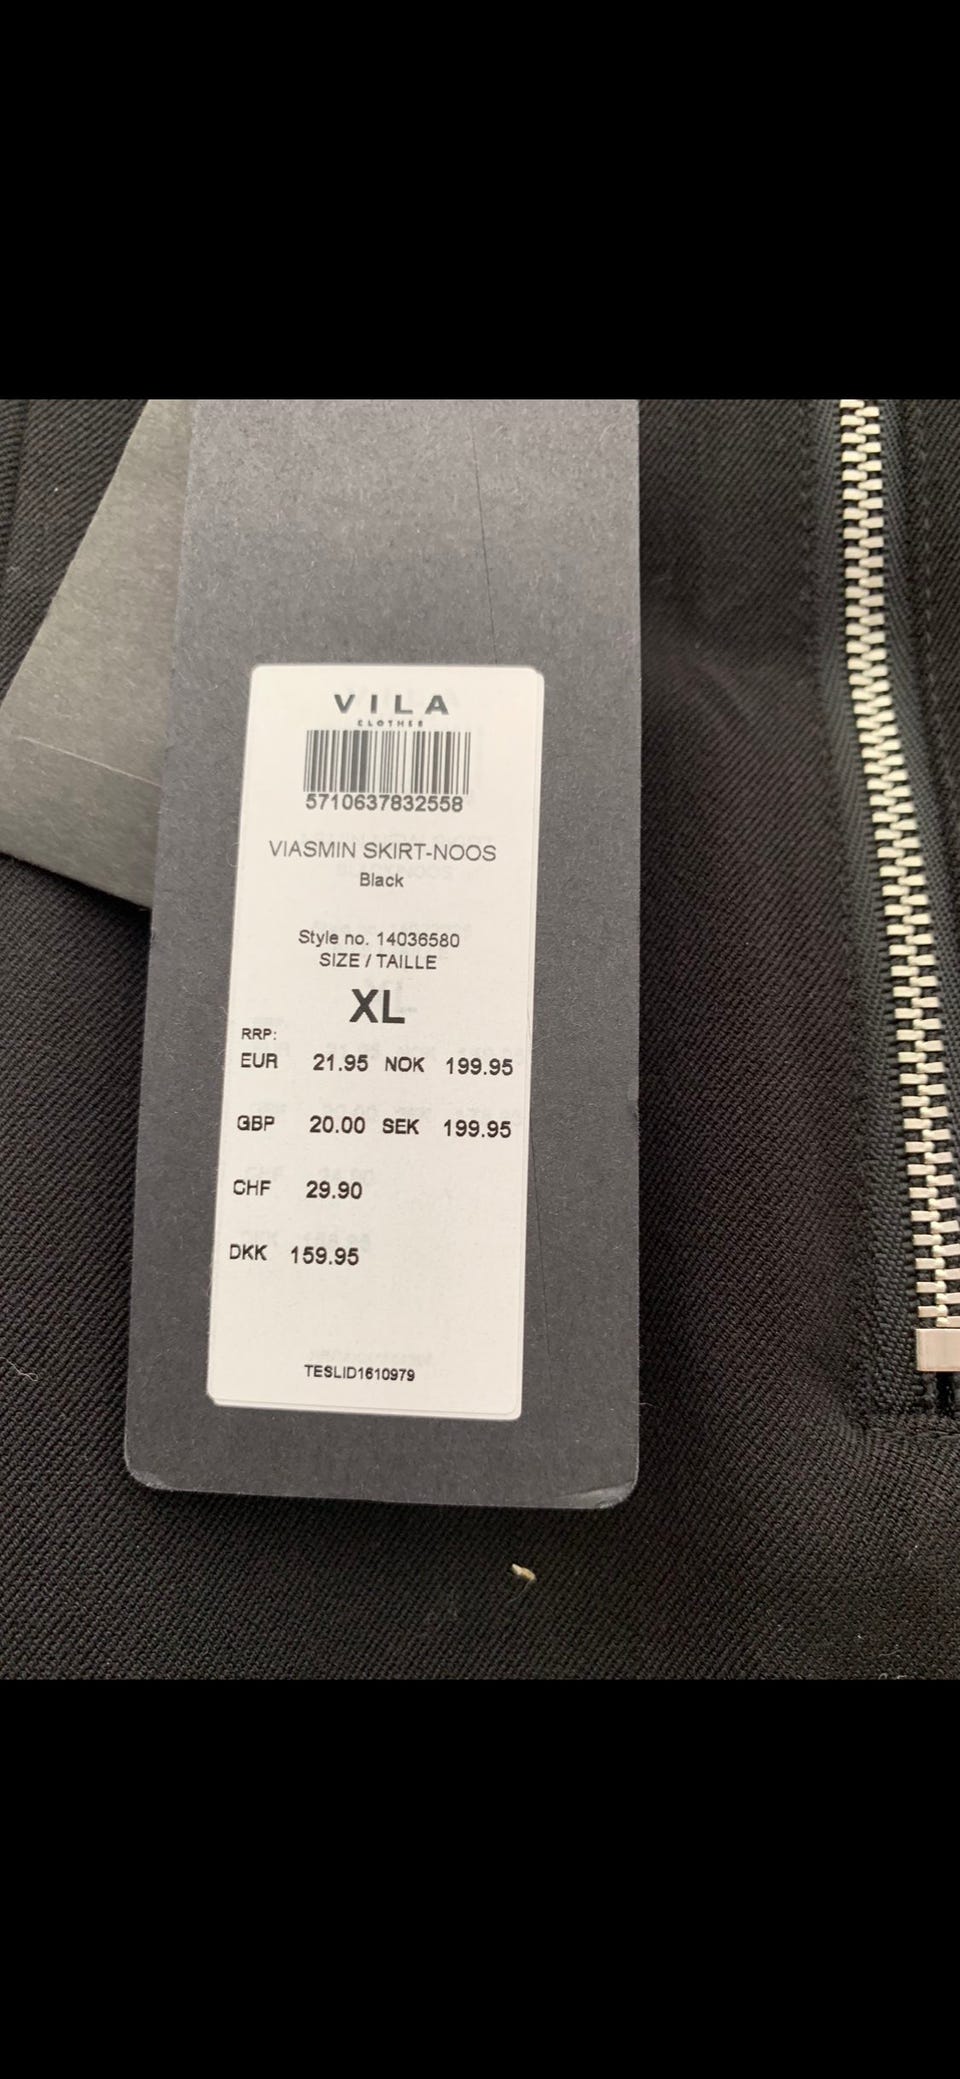 VILA
CLOTHES
5710637832558
VIASMIN SKIRT-NOOS
Black
Style no. 14036580
SIZE / TAILLE
XL
RRP:
EUR 21.95 NOK 199.95
GBP 20.00 SEK 199.95
CHF 29.90
DKK 159.95
TESLID1610979